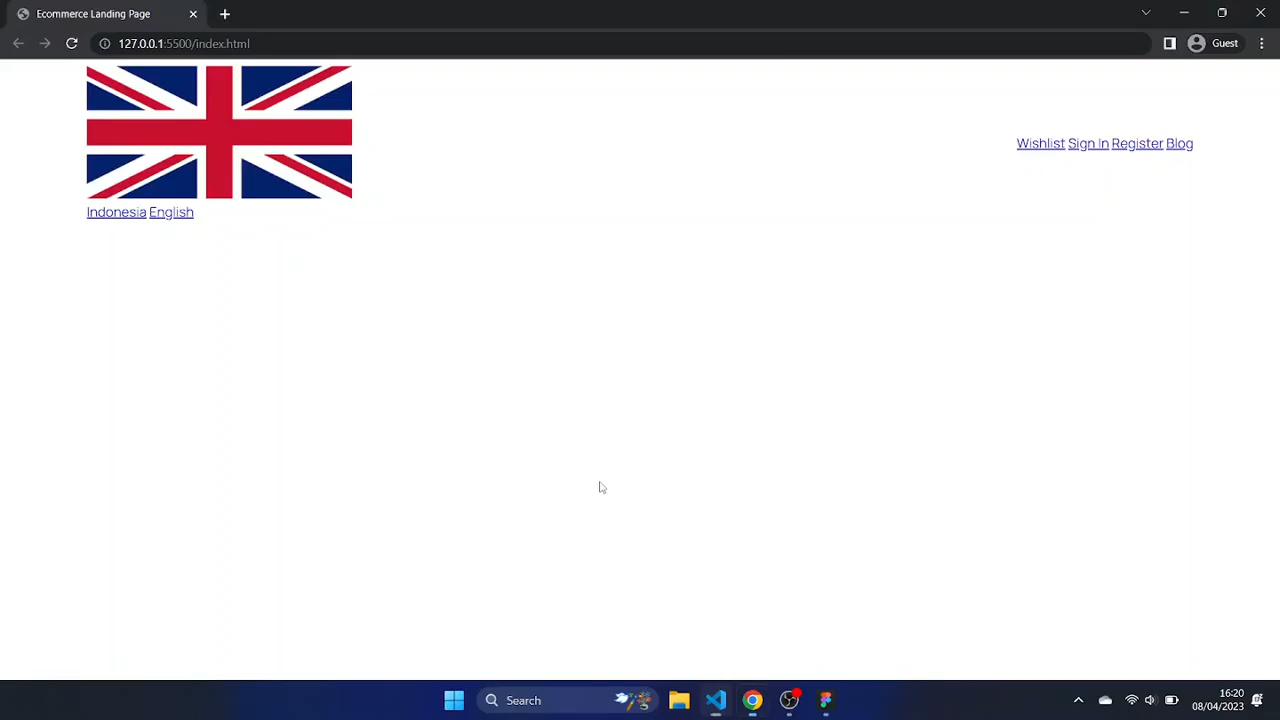 Ecommerce Landing Page
127.0.0.1:5500/index.html
Guest
Wishlist Sign In Register Blog
Indonesia English
Search
16:20
08/04/2023